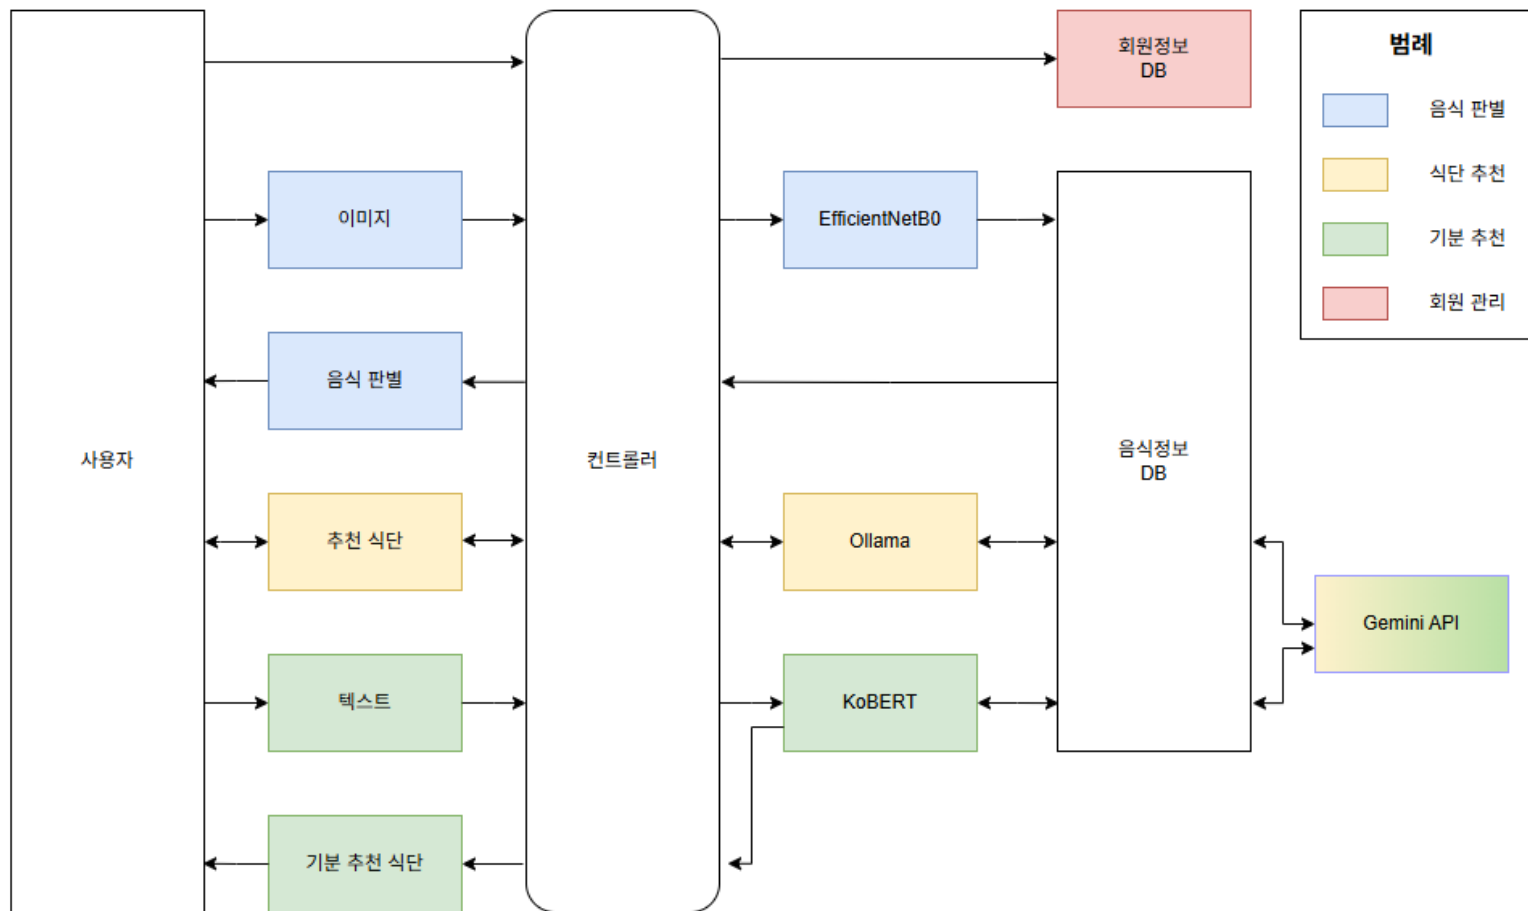 회원정보
DB
범례
음식 판별
식단 추천
기분 추천
회원 관리
이미지
EfficientNetB0
음식 판별
사용자
컨트롤러
음식정보
DB
추천 식단
Ollama
Gemini API
텍스트
KoBERT
기분 추천 식단